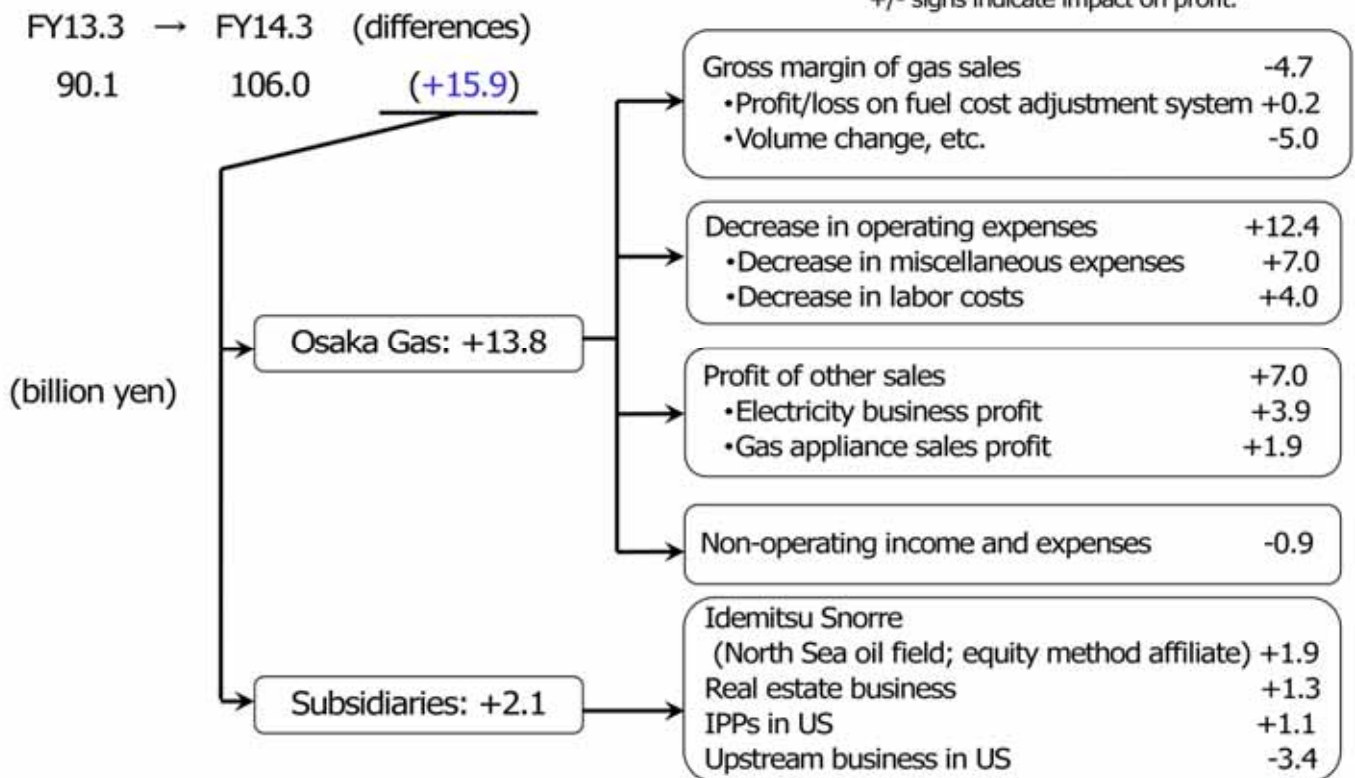 +/- signs indicate impact on profit.
FY13.3 → FY14.3 (differences)
90.1 106.0 (+15.9)
(billion yen)
Osaka Gas: +13.8
Gross margin of gas sales -4.7
・Profit/loss on fuel cost adjustment system +0.2
・Volume change, etc. -5.0
Decrease in operating expenses +12.4
・Decrease in miscellaneous expenses +7.0
・Decrease in labor costs +4.0
Profit of other sales +7.0
・Electricity business profit +3.9
・Gas appliance sales profit +1.9
Non-operating income and expenses -0.9
Subsidiaries: +2.1
Idemitsu Snorre
(North Sea oil field; equity method affiliate) +1.9
Real estate business +1.3
IPPs in US +1.1
Upstream business in US -3.4